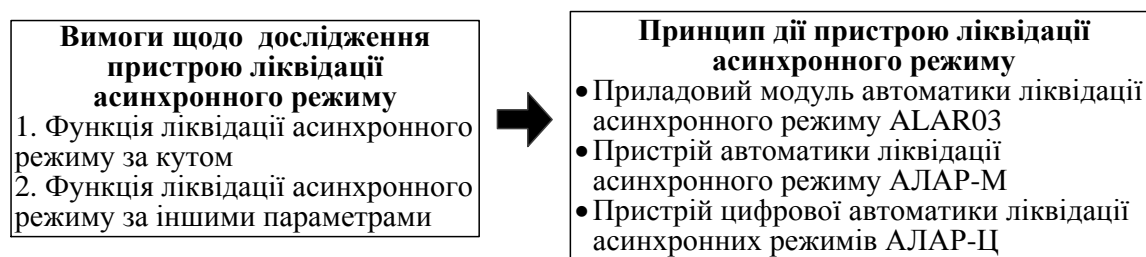 Вимоги щодо дослідження
пристрою ліквідації
асинхронного режиму
1. Функція ліквідації асинхронного
режиму за кутом
2. Функція ліквідації асинхронного
режиму за іншими параметрами
Принцип дії пристрою ліквідації
асинхронного режиму
•Приладовий модуль автоматики ліквідації
асинхронного режиму ALAR03
•Пристрій автоматики ліквідації
асинхронного режиму АЛАР-М
•Пристрій цифрової автоматики ліквідації
асинхронних режимів АЛАР-Ц